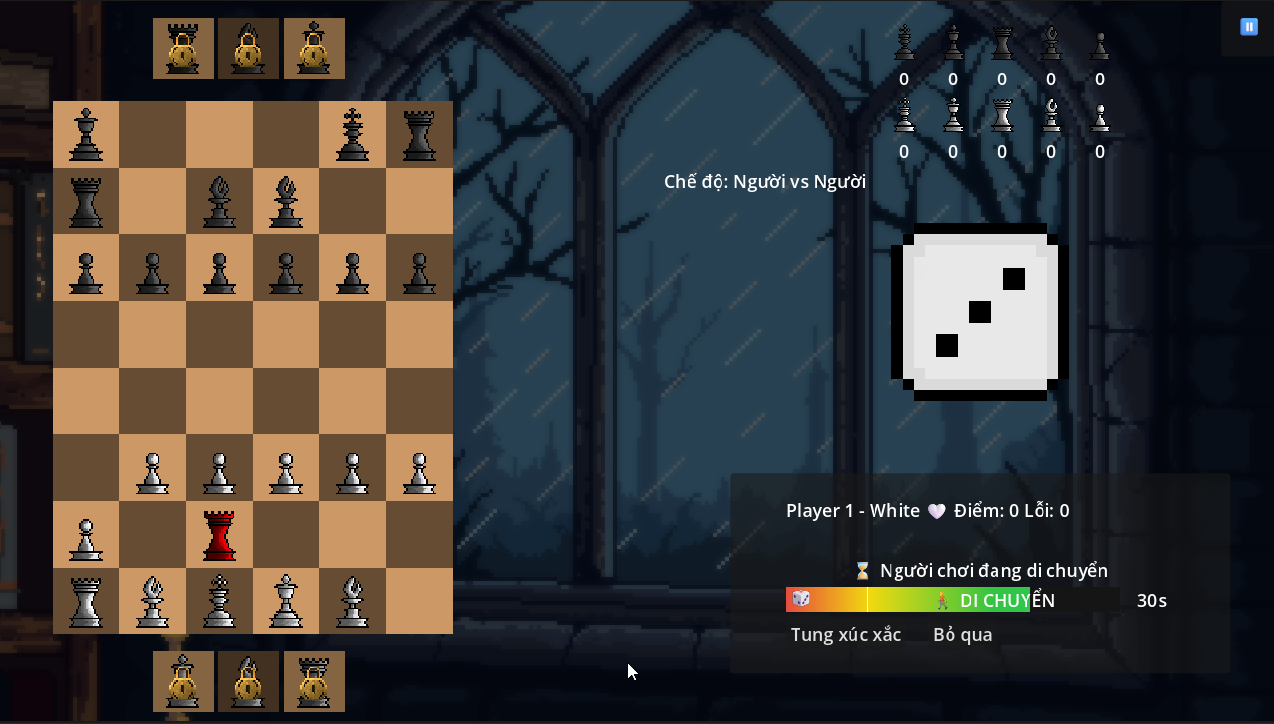 0 0 0 0 0
0 0 0 0 0
Chế độ: Người vs Người
Player 1 - White 🤍 Điểm: 0 Lỗi: 0
⏳ Người chơi đang di chuyển
🎲 🚶 DI CHUYỂN 30s
Tung xúc xắc Bỏ qua